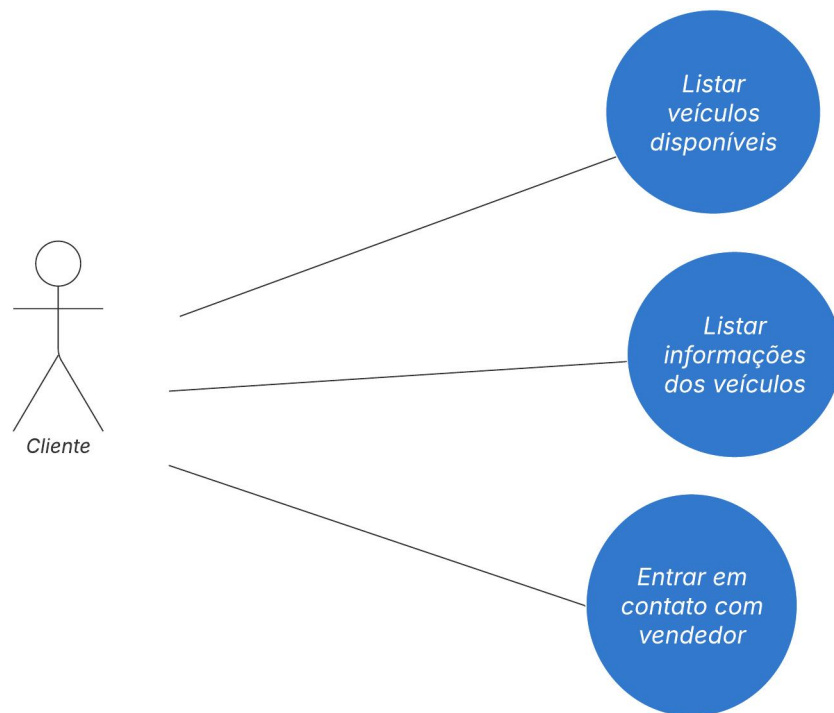 Listar
veículos
disponíveis
Listar
informações
dos veículos
Cliente
Entrar em
contato com
vendedor